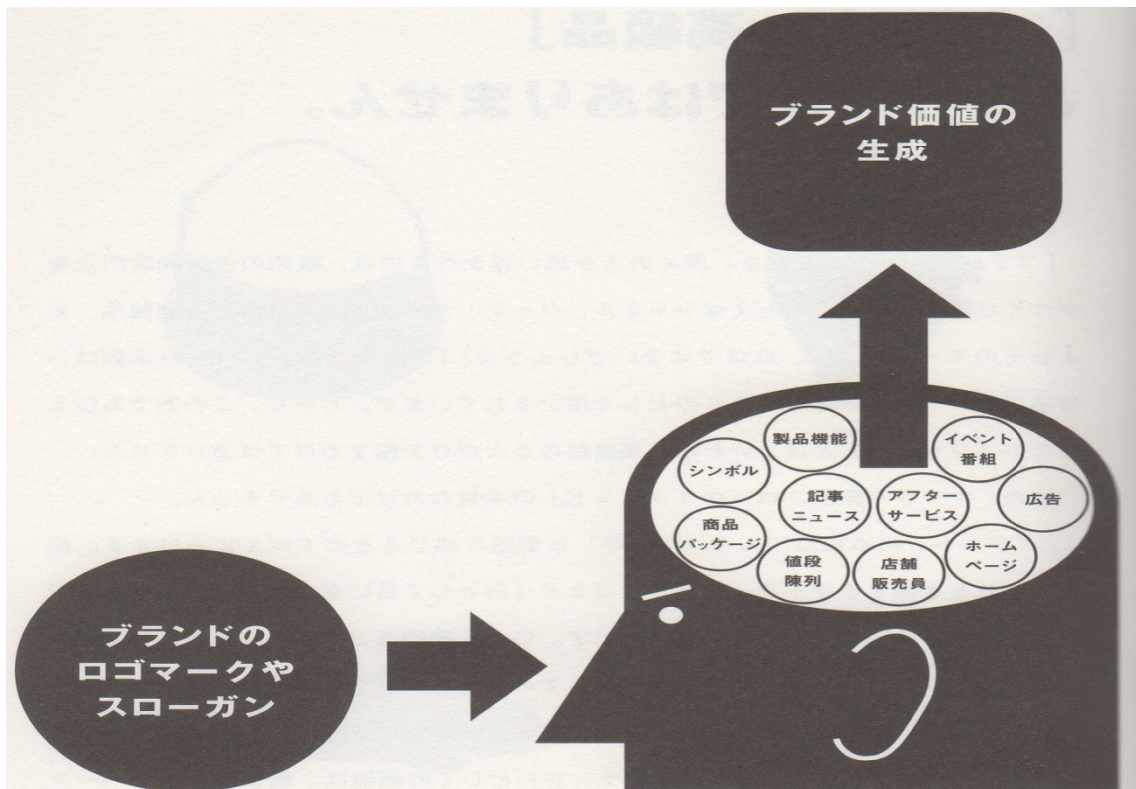 ブランド価値の
生成
製品機能
イベント
番組
シンボル
記事
ニュース
アフター
サービス
広告
商品
パッケージ
値段
陳列
店舗
販売員
ホーム
ページ
ブランドの
ロゴマークや
スローガン